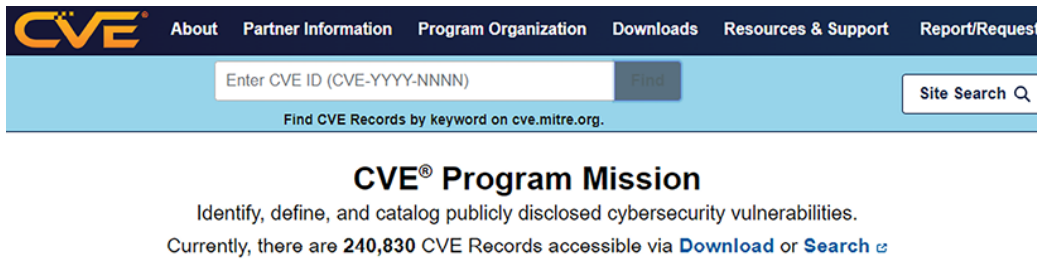 CVE® About Partner Information Program Organization Downloads Resources & Support Report/Request
Enter CVE ID (CVE-YYYY-NNNN) Find
Site Search
Find CVE Records by keyword on cve.mitre.org.
CVE® Program Mission
Identify, define, and catalog publicly disclosed cybersecurity vulnerabilities.
Currently, there are 240,830 CVE Records accessible via Download or Search